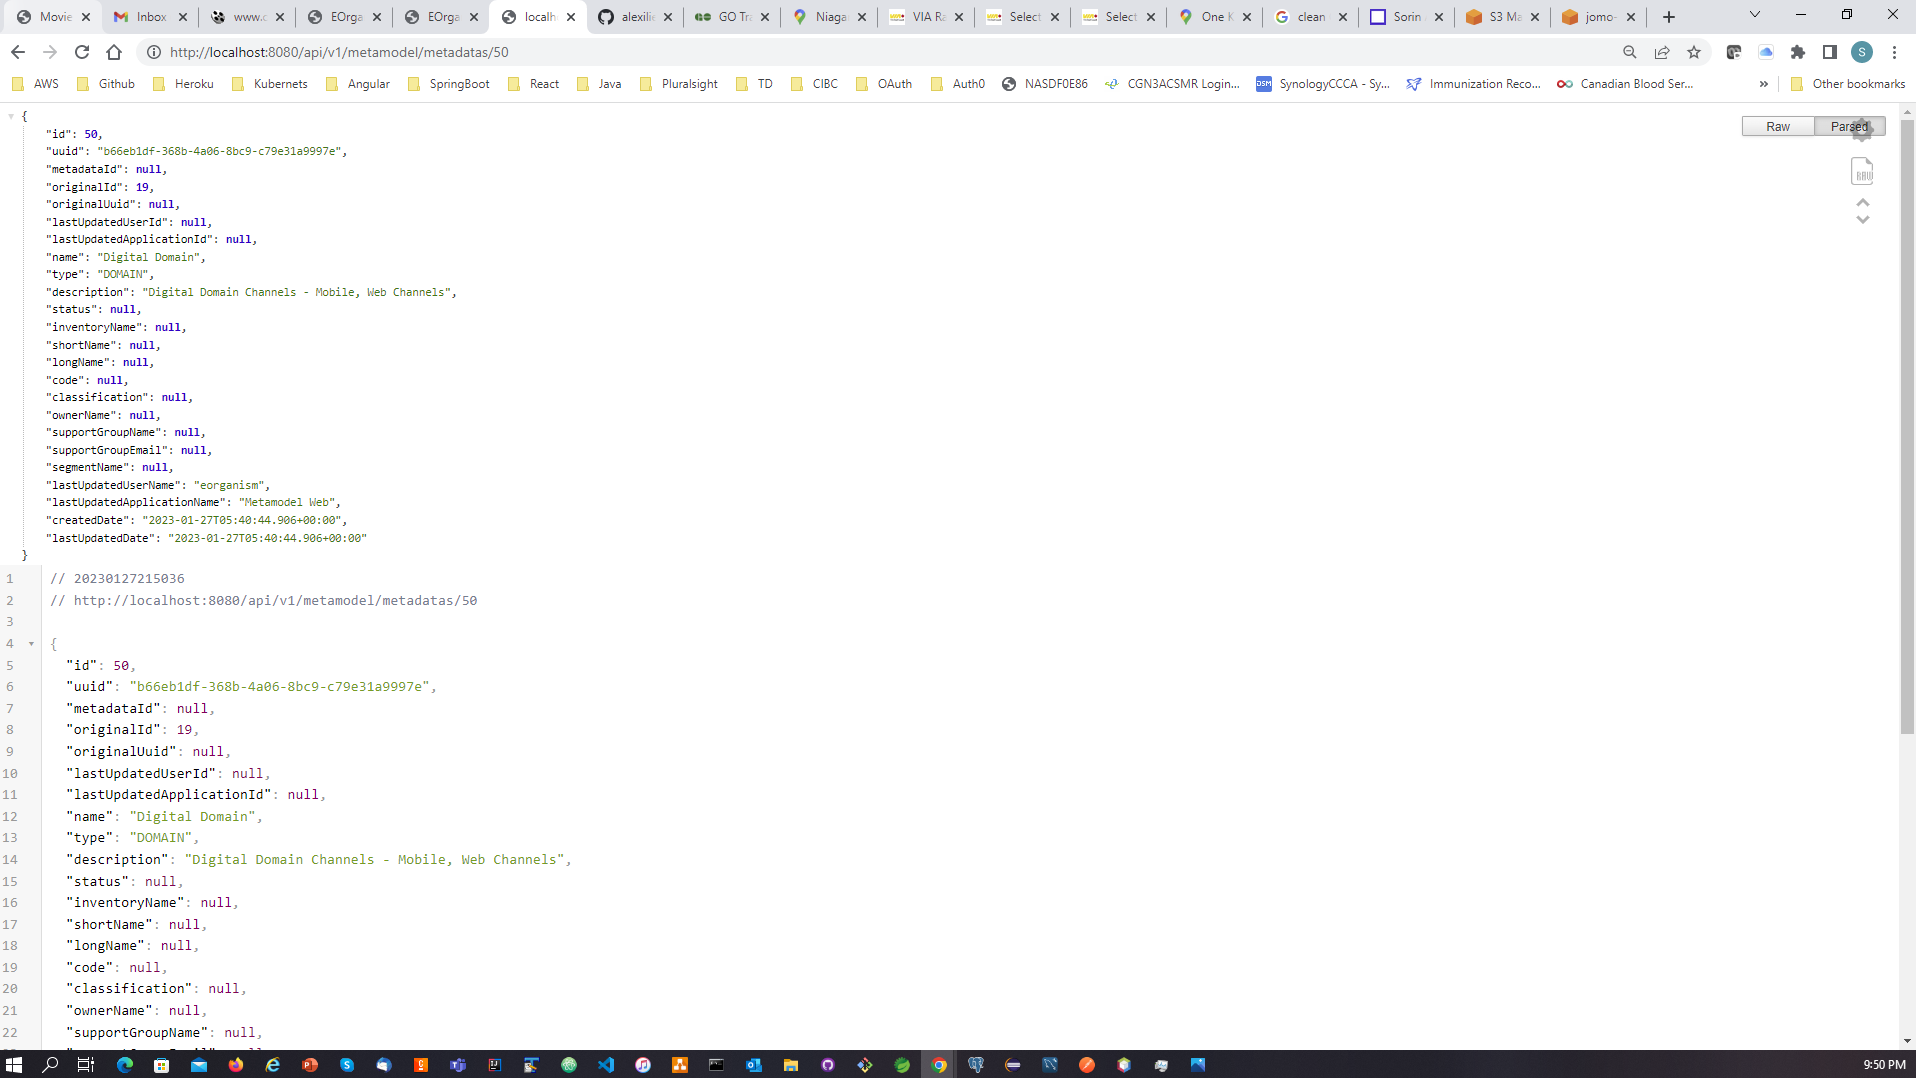 Movie
Inbox
www.c
EOrga
EOrga
localh
alexilie
GO Tra
Niaga
VIA Ra
Select
Select
One K
clean
Sorin
S3 Ma
jomo-
http://localhost:8080/api/v1/metamodel/metadatas/50
S
AWS
Github
Heroku
Kubernets
Angular
SpringBoot
React
Java
Pluralsight
TD
CIBC
OAuth
Auth0
NASDF0E86
CGN3ACSMR Login...
SynologyCCCA - Sy...
Immunization Reco...
Canadian Blood Ser...
»
Other bookmarks
Raw
Parsed
RAW
{
"id": 50,
"uuid": "b66eb1df-368b-4a06-8bc9-c79e31a9997e",
"metadataId": null,
"originalId": 19,
"originalUuid": null,
"lastUpdatedUserId": null,
"lastUpdatedApplicationId": null,
"name": "Digital Domain",
"type": "DOMAIN",
"description": "Digital Domain Channels - Mobile, Web Channels",
"status": null,
"inventoryName": null,
"shortName": null,
"longName": null,
"code": null,
"classification": null,
"ownerName": null,
"supportGroupName": null,
"supportGroupEmail": null,
"segmentName": null,
"lastUpdatedUserName": "eorganism",
"lastUpdatedApplicationName": "Metamodel Web",
"createdDate": "2023-01-27T05:40:44.906+00:00",
"lastUpdatedDate": "2023-01-27T05:40:44.906+00:00"
}
1 // 20230127215036
2 // http://localhost:8080/api/v1/metamodel/metadatas/50
3
4 {
5 "id": 50,
6 "uuid": "b66eb1df-368b-4a06-8bc9-c79e31a9997e",
7 "metadataId": null,
8 "originalId": 19,
9 "originalUuid": null,
10 "lastUpdatedUserId": null,
11 "lastUpdatedApplicationId": null,
12 "name": "Digital Domain",
13 "type": "DOMAIN",
14 "description": "Digital Domain Channels - Mobile, Web Channels",
15 "status": null,
16 "inventoryName": null,
17 "shortName": null,
18 "longName": null,
19 "code": null,
20 "classification": null,
21 "ownerName": null,
22 "supportGroupName": null,
9:50 PM